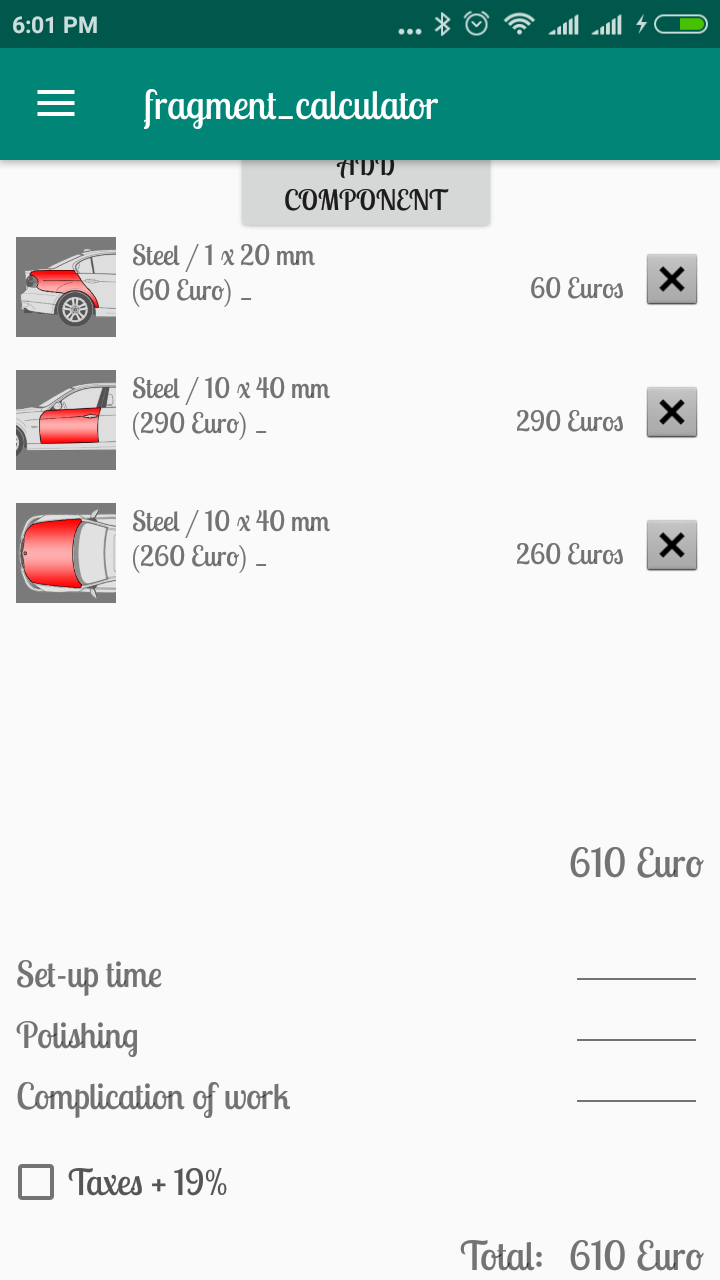 6:01 PM
fragment_calculator
ADD
COMPONENT
Steel / 1 x 20 mm
(60 Euro) _
60 Euros
Steel / 10 x 40 mm
(290 Euro) _
290 Euros
Steel / 10 x 40 mm
(260 Euro) _
260 Euros
610 Euro
Set-up time
Polishing
Complication of work
Taxes + 19%
Total: 610 Euro